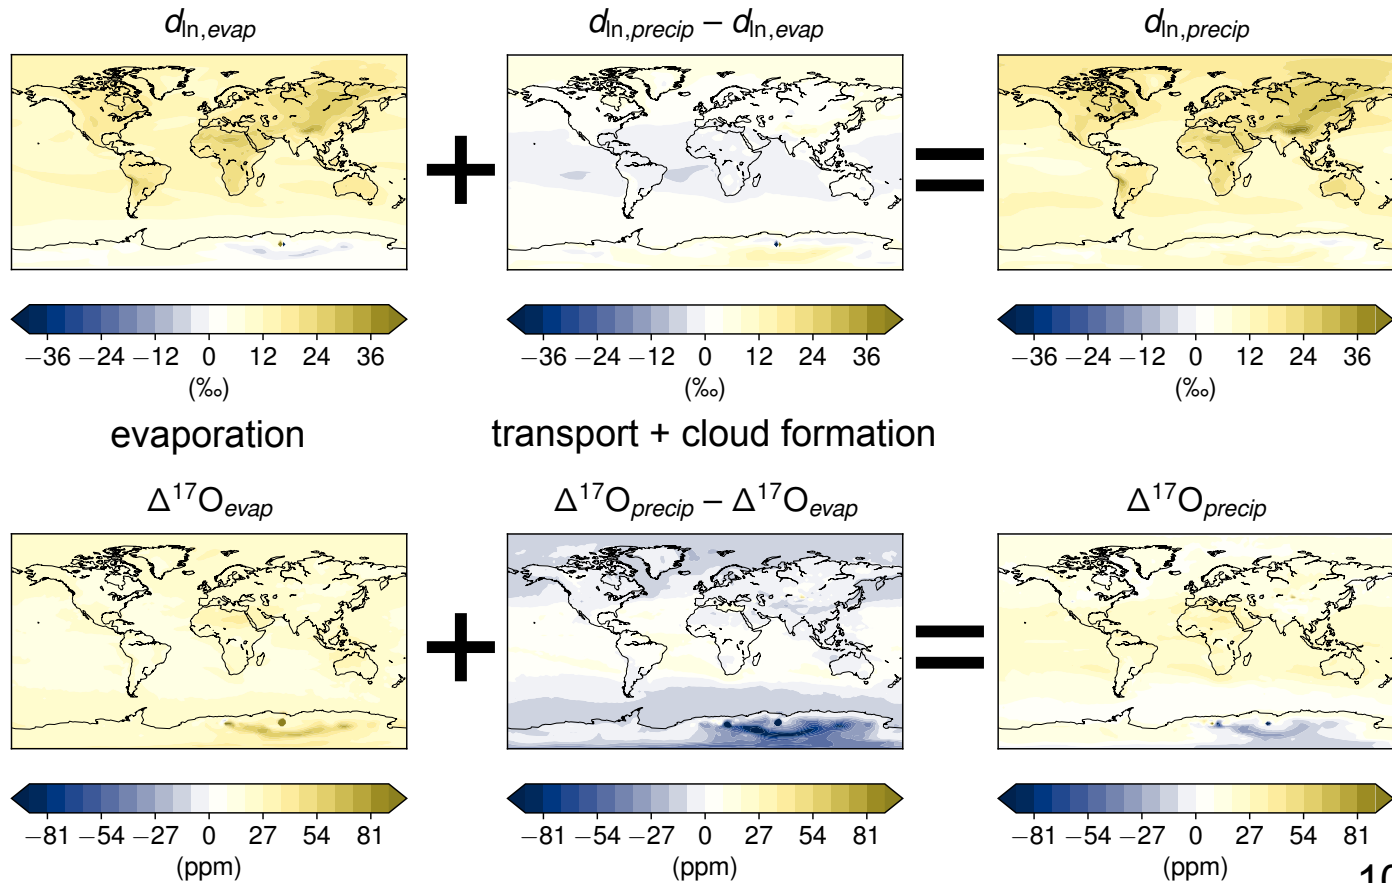 d_ln,evap   d_ln,precip – d_ln,evap   d_ln,precip
−36 −24 −12 0 12 24 36   −36 −24 −12 0 12 24 36   −36 −24 −12 0 12 24 36
(‰)   (‰)   (‰)
evaporation   transport + cloud formation
Δ¹⁷O_evap   Δ¹⁷O_precip – Δ¹⁷O_evap   Δ¹⁷O_precip
−81 −54 −27 0 27 54 81   −81 −54 −27 0 27 54 81   −81 −54 −27 0 27 54 81
(ppm)   (ppm)   (ppm)